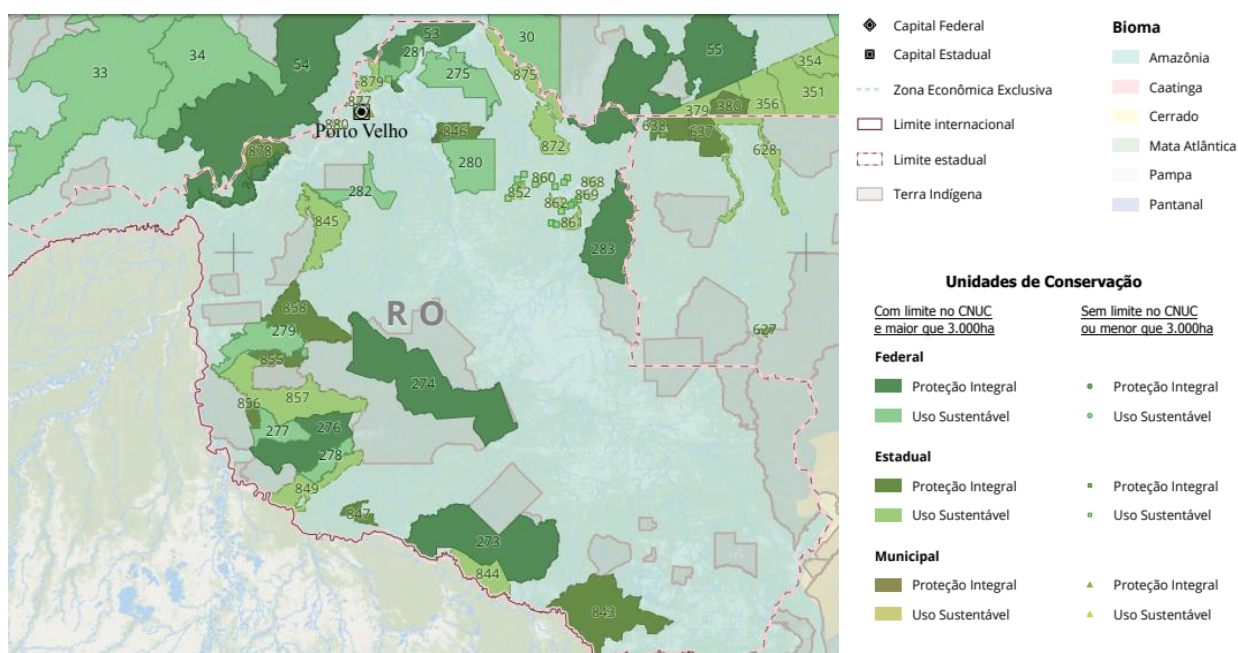 53
30
34
281
55
354
33
54
275
875
879
351
356
380
877
379
880
Porto Velho
846
638
637
878
872
628
280
860
868
282
852
869
862
845
861
283
858
RO
279
627
855
274
857
856
276
277
278
849
847
273
844
843
Capital Federal
Capital Estadual
Zona Econômica Exclusiva
Limite internacional
Limite estadual
Terra Indígena
Bioma
Amazônia
Caatinga
Cerrado
Mata Atlântica
Pampa
Pantanal
Unidades de Conservação
Com limite no CNUC
e maior que 3.000ha
Sem limite no CNUC
ou menor que 3.000ha
Federal
Proteção Integral
Proteção Integral
Uso Sustentável
Uso Sustentável
Estadual
Proteção Integral
Proteção Integral
Uso Sustentável
Uso Sustentável
Municipal
Proteção Integral
Proteção Integral
Uso Sustentável
Uso Sustentável